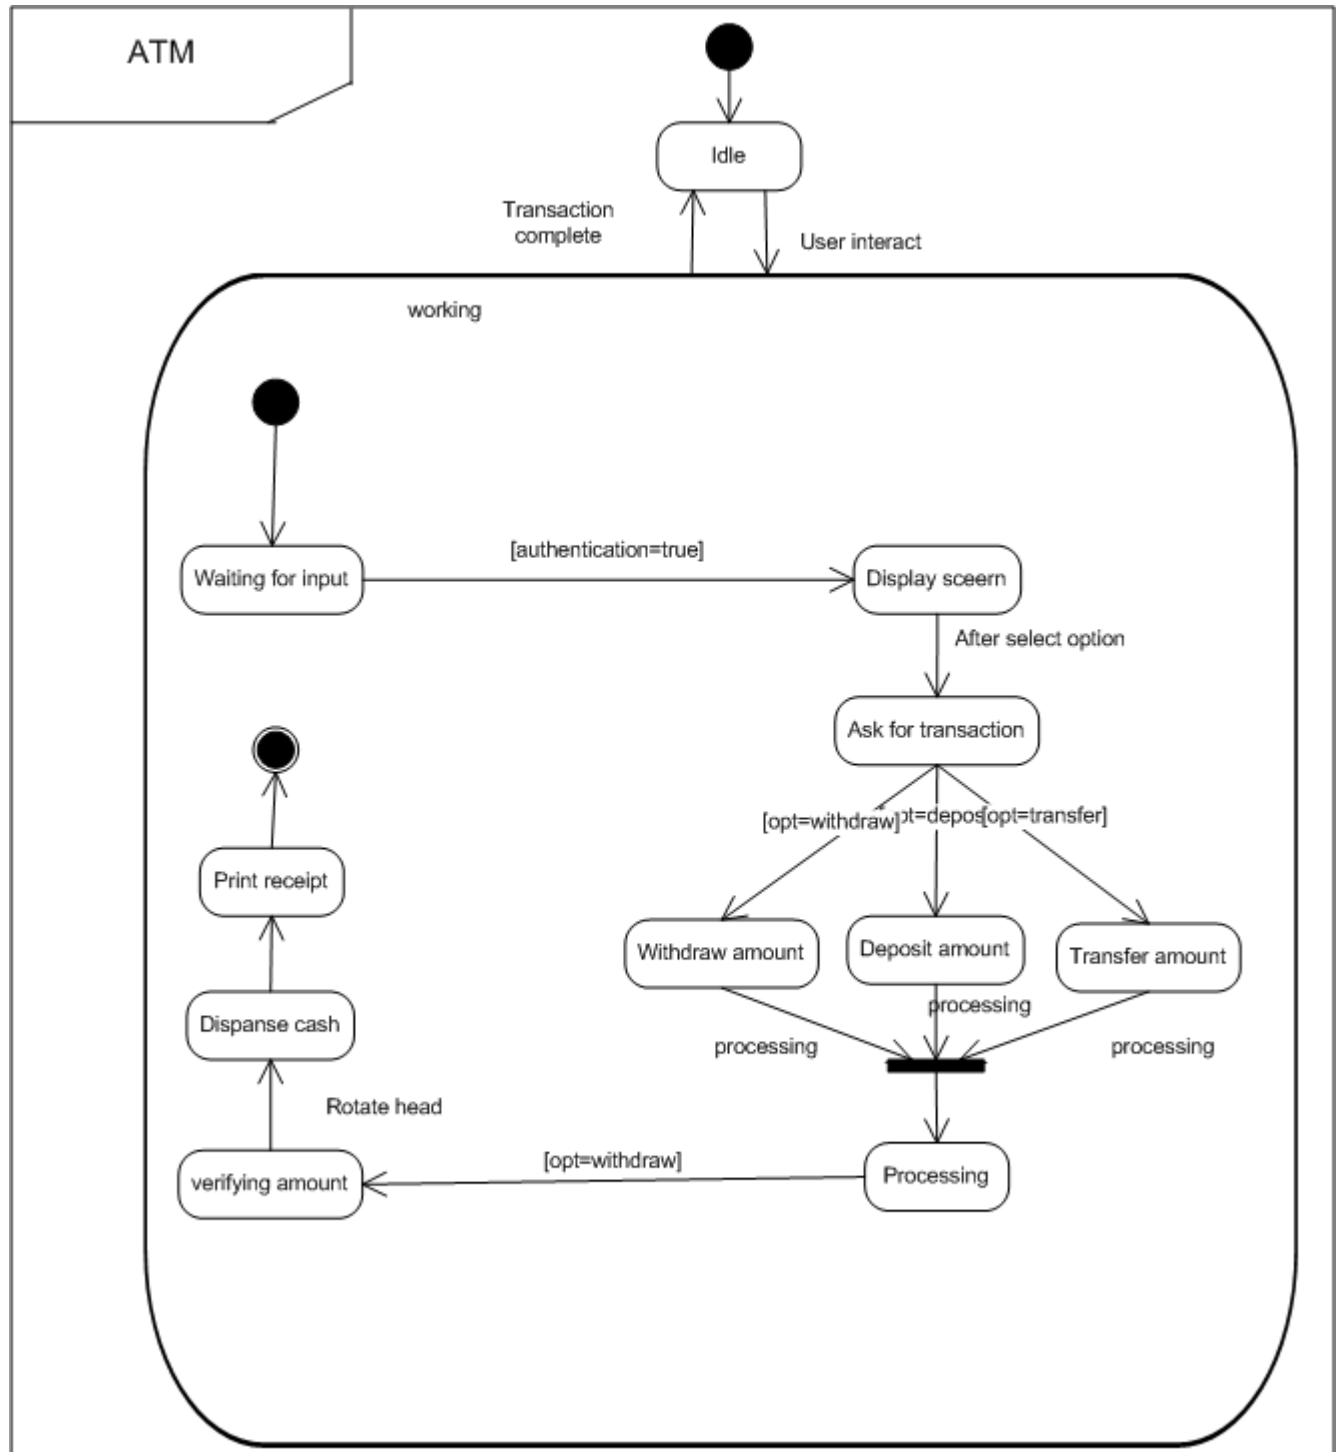 ATM
Idle
Transaction
complete
User interact
working
[authentication=true]
Waiting for input
Display sceern
After select option
Ask for transaction
[opt=withdraw]
[opt=transfer]
Print receipt
Withdraw amount
Deposit amount
Transfer amount
processing
Dispanse cash
processing
processing
Rotate head
[opt=withdraw]
verifying amount
Processing